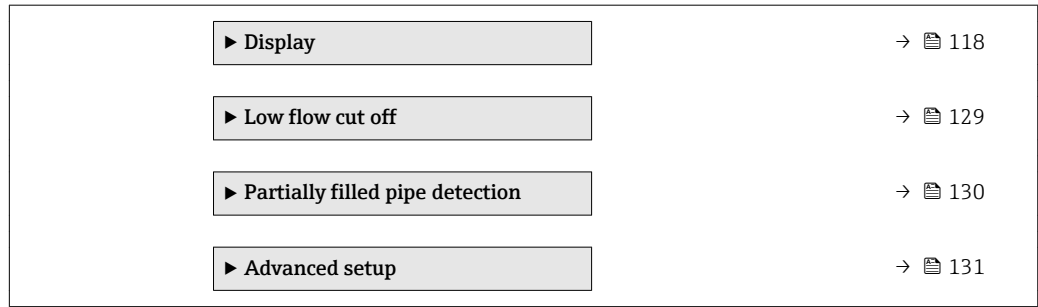 ▶ Display → 118
▶ Low flow cut off → 129
▶ Partially filled pipe detection → 130
▶ Advanced setup → 131